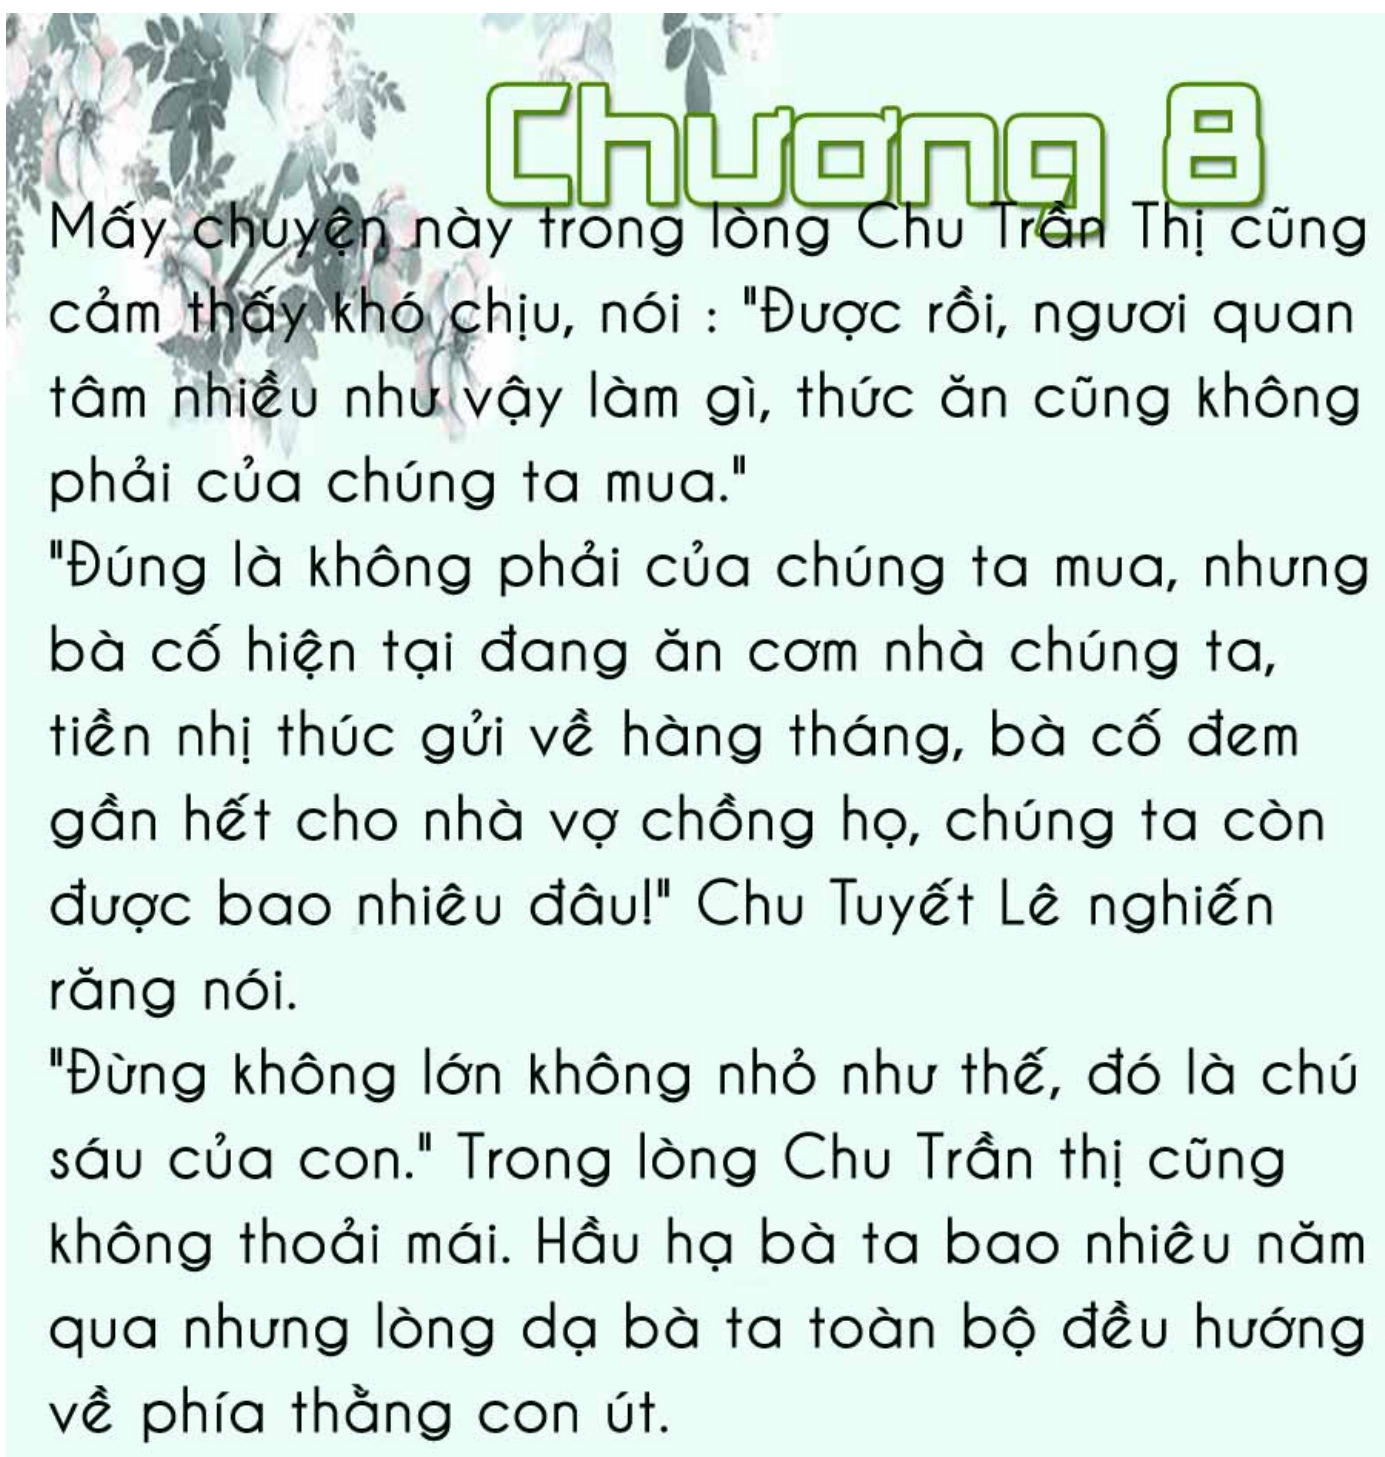 Chương 8
Mấy chuyện này trong lòng Chu Trần Thị cũng
cảm thấy khó chịu, nói : "Được rồi, ngươi quan
tâm nhiều như vậy làm gì, thức ăn cũng không
phải của chúng ta mua."
"Đúng là không phải của chúng ta mua, nhưng
bà cố hiện tại đang ăn cơm nhà chúng ta,
tiền nhị thúc gửi về hàng tháng, bà cố đem
gần hết cho nhà vợ chồng họ, chúng ta còn
được bao nhiêu đâu!" Chu Tuyết Lê nghiến
răng nói.
"Đừng không lớn không nhỏ như thế, đó là chú
sáu của con." Trong lòng Chu Trần thị cũng
không thoải mái. Hầu hạ bà ta bao nhiêu năm
qua nhưng lòng dạ bà ta toàn bộ đều hướng
về phía thằng con út.